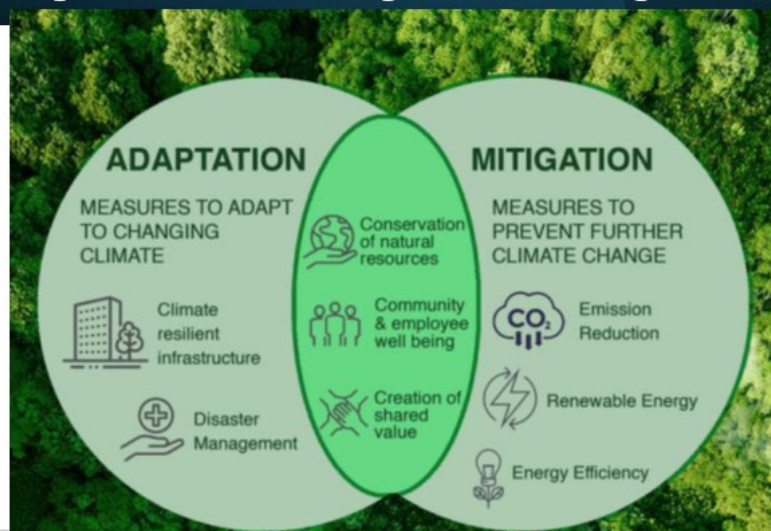 ADAPTATION
MEASURES TO ADAPT
TO CHANGING
CLIMATE
Climate
resilient
infrastructure
Disaster
Management
Conservation
of natural
resources
Community
& employee
well being
Creation of
shared
value
MITIGATION
MEASURES TO
PREVENT FURTHER
CLIMATE CHANGE
CO₂
Emission
Reduction
Renewable Energy
Energy Efficiency